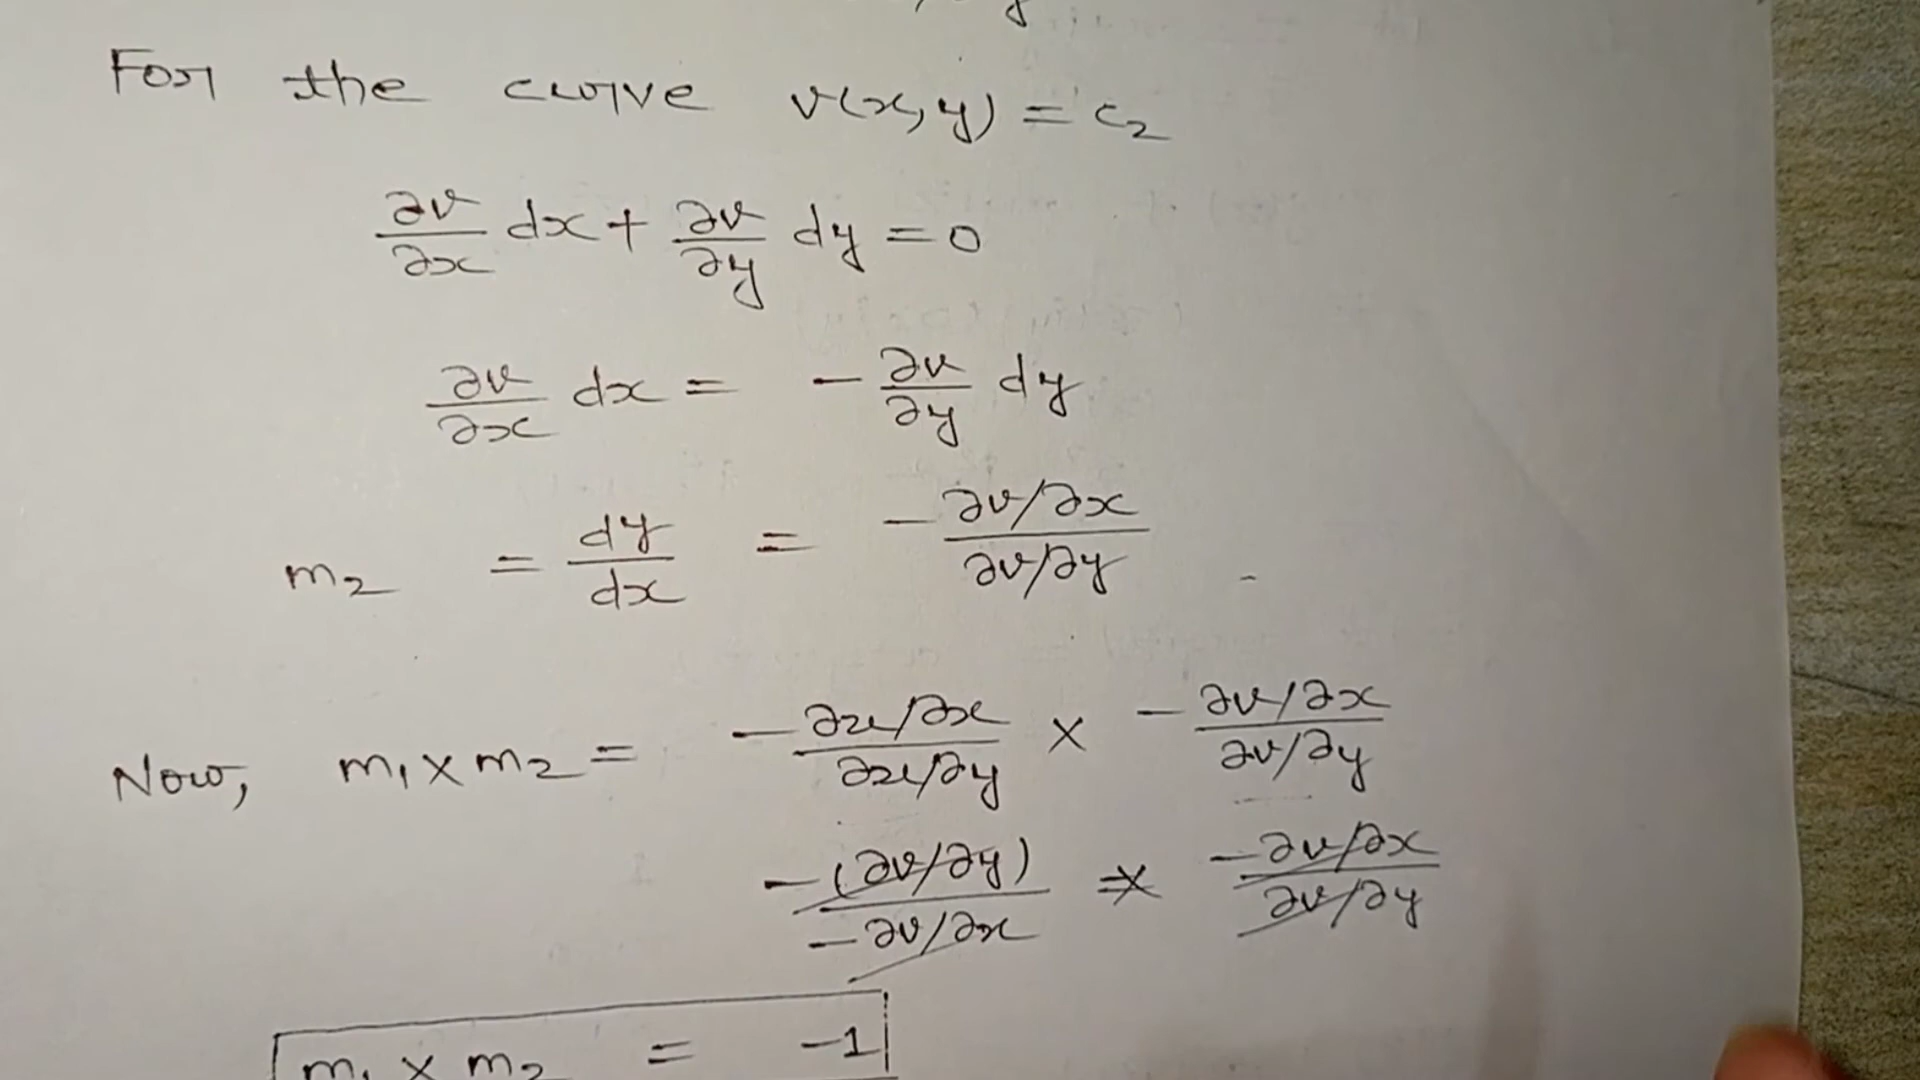 For the curve v(x,y) = c₂
∂v/∂x dx + ∂v/∂y dy = 0
∂v/∂x dx = - ∂v/∂y dy
m₂ = dy/dx = - (∂v/∂x)/(∂v/∂y)
Now, m₁ x m₂ = - (∂u/∂x)/(∂u/∂y) x - (∂v/∂x)/(∂v/∂y)
-(∂v/∂y)/(-∂v/∂x) x (-∂v/∂x)/(∂v/∂y)
m₁ x m₂ = -1